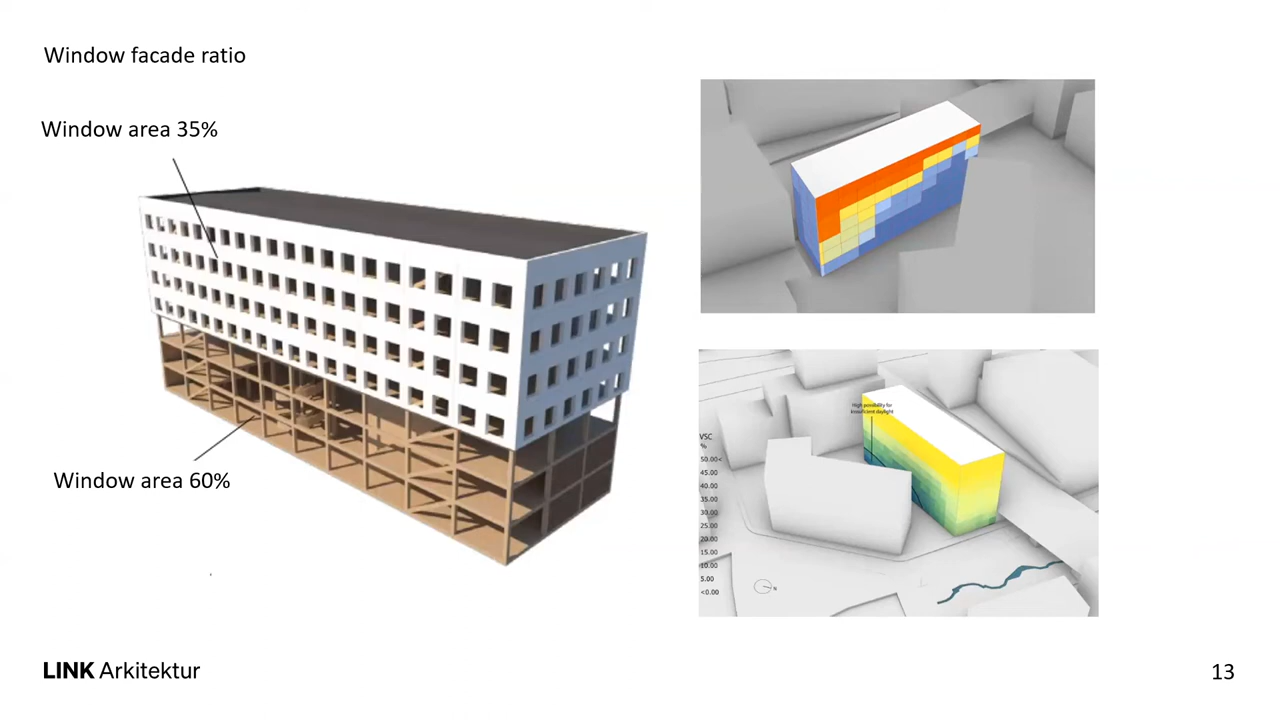 Window facade ratio
Window area 35%
Window area 60%
High possibility for
insufficient daylight
VSC
%
50.00<
45.00
40.00
35.00
30.00
25.00
20.00
15.00
10.00
5.00
<0.00
N
LINK Arkitektur
13